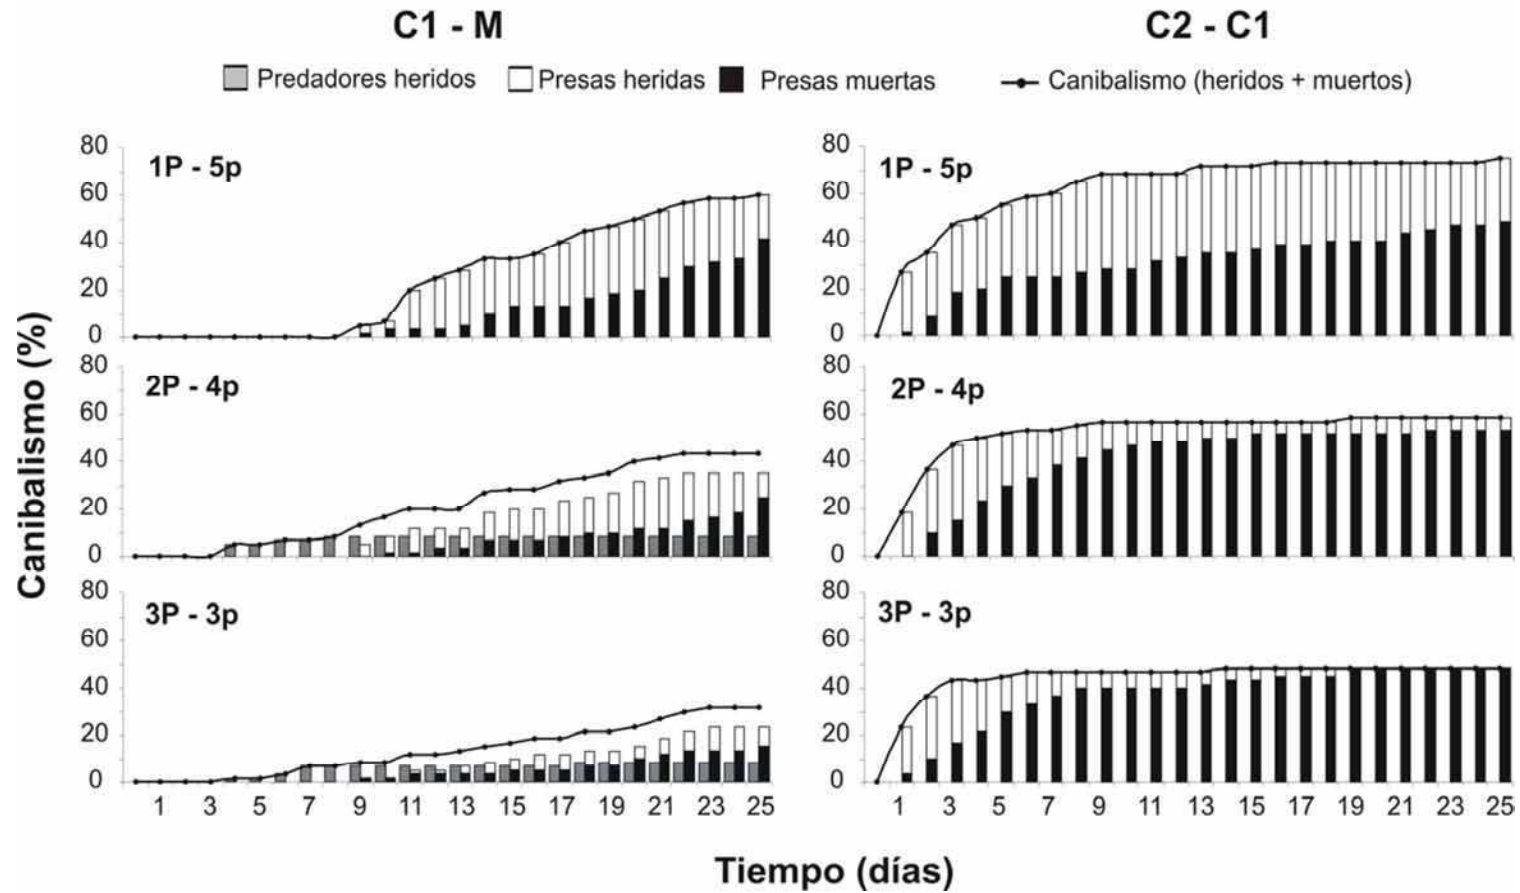 C1 - M
C2 - C1
Predadores heridos
Presas heridas
Presas muertas
Canibalismo (heridos + muertos)
Canibalismo (%)
80
60
40
20
0
1P - 5p
80
60
40
20
0
1P - 5p
80
60
40
20
0
2P - 4p
80
60
40
20
0
2P - 4p
80
60
40
20
0
3P - 3p
80
60
40
20
0
3P - 3p
1 3 5 7 9 11 13 15 17 19 21 23 25
1 3 5 7 9 11 13 15 17 19 21 23 25
Tiempo (días)